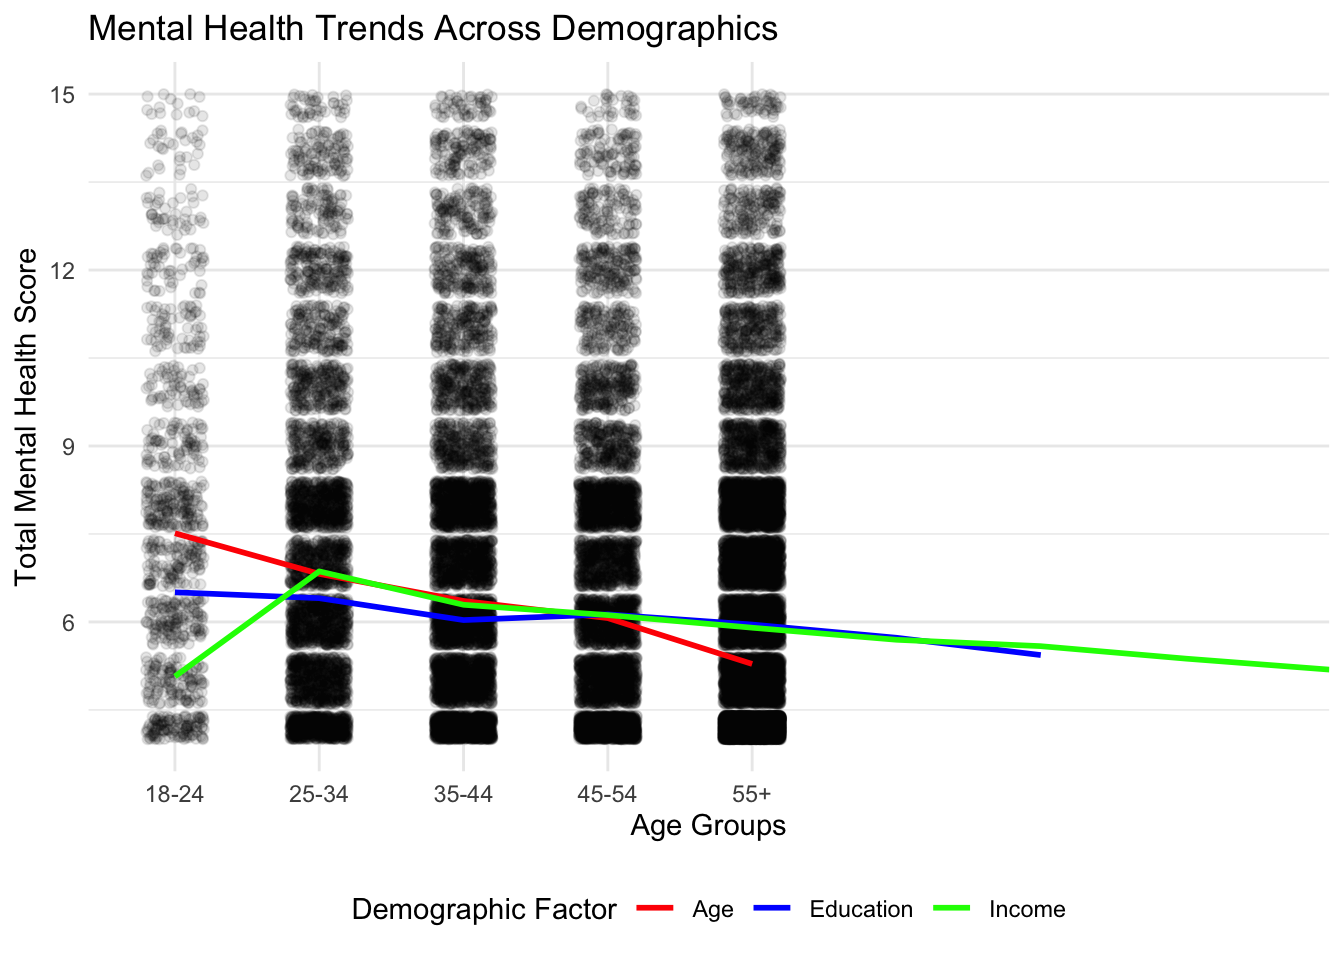 Mental Health Trends Across Demographics
Total Mental Health Score
15
12
9
6
18-24 25-34 35-44 45-54 55+
Age Groups
Demographic Factor Age Education Income